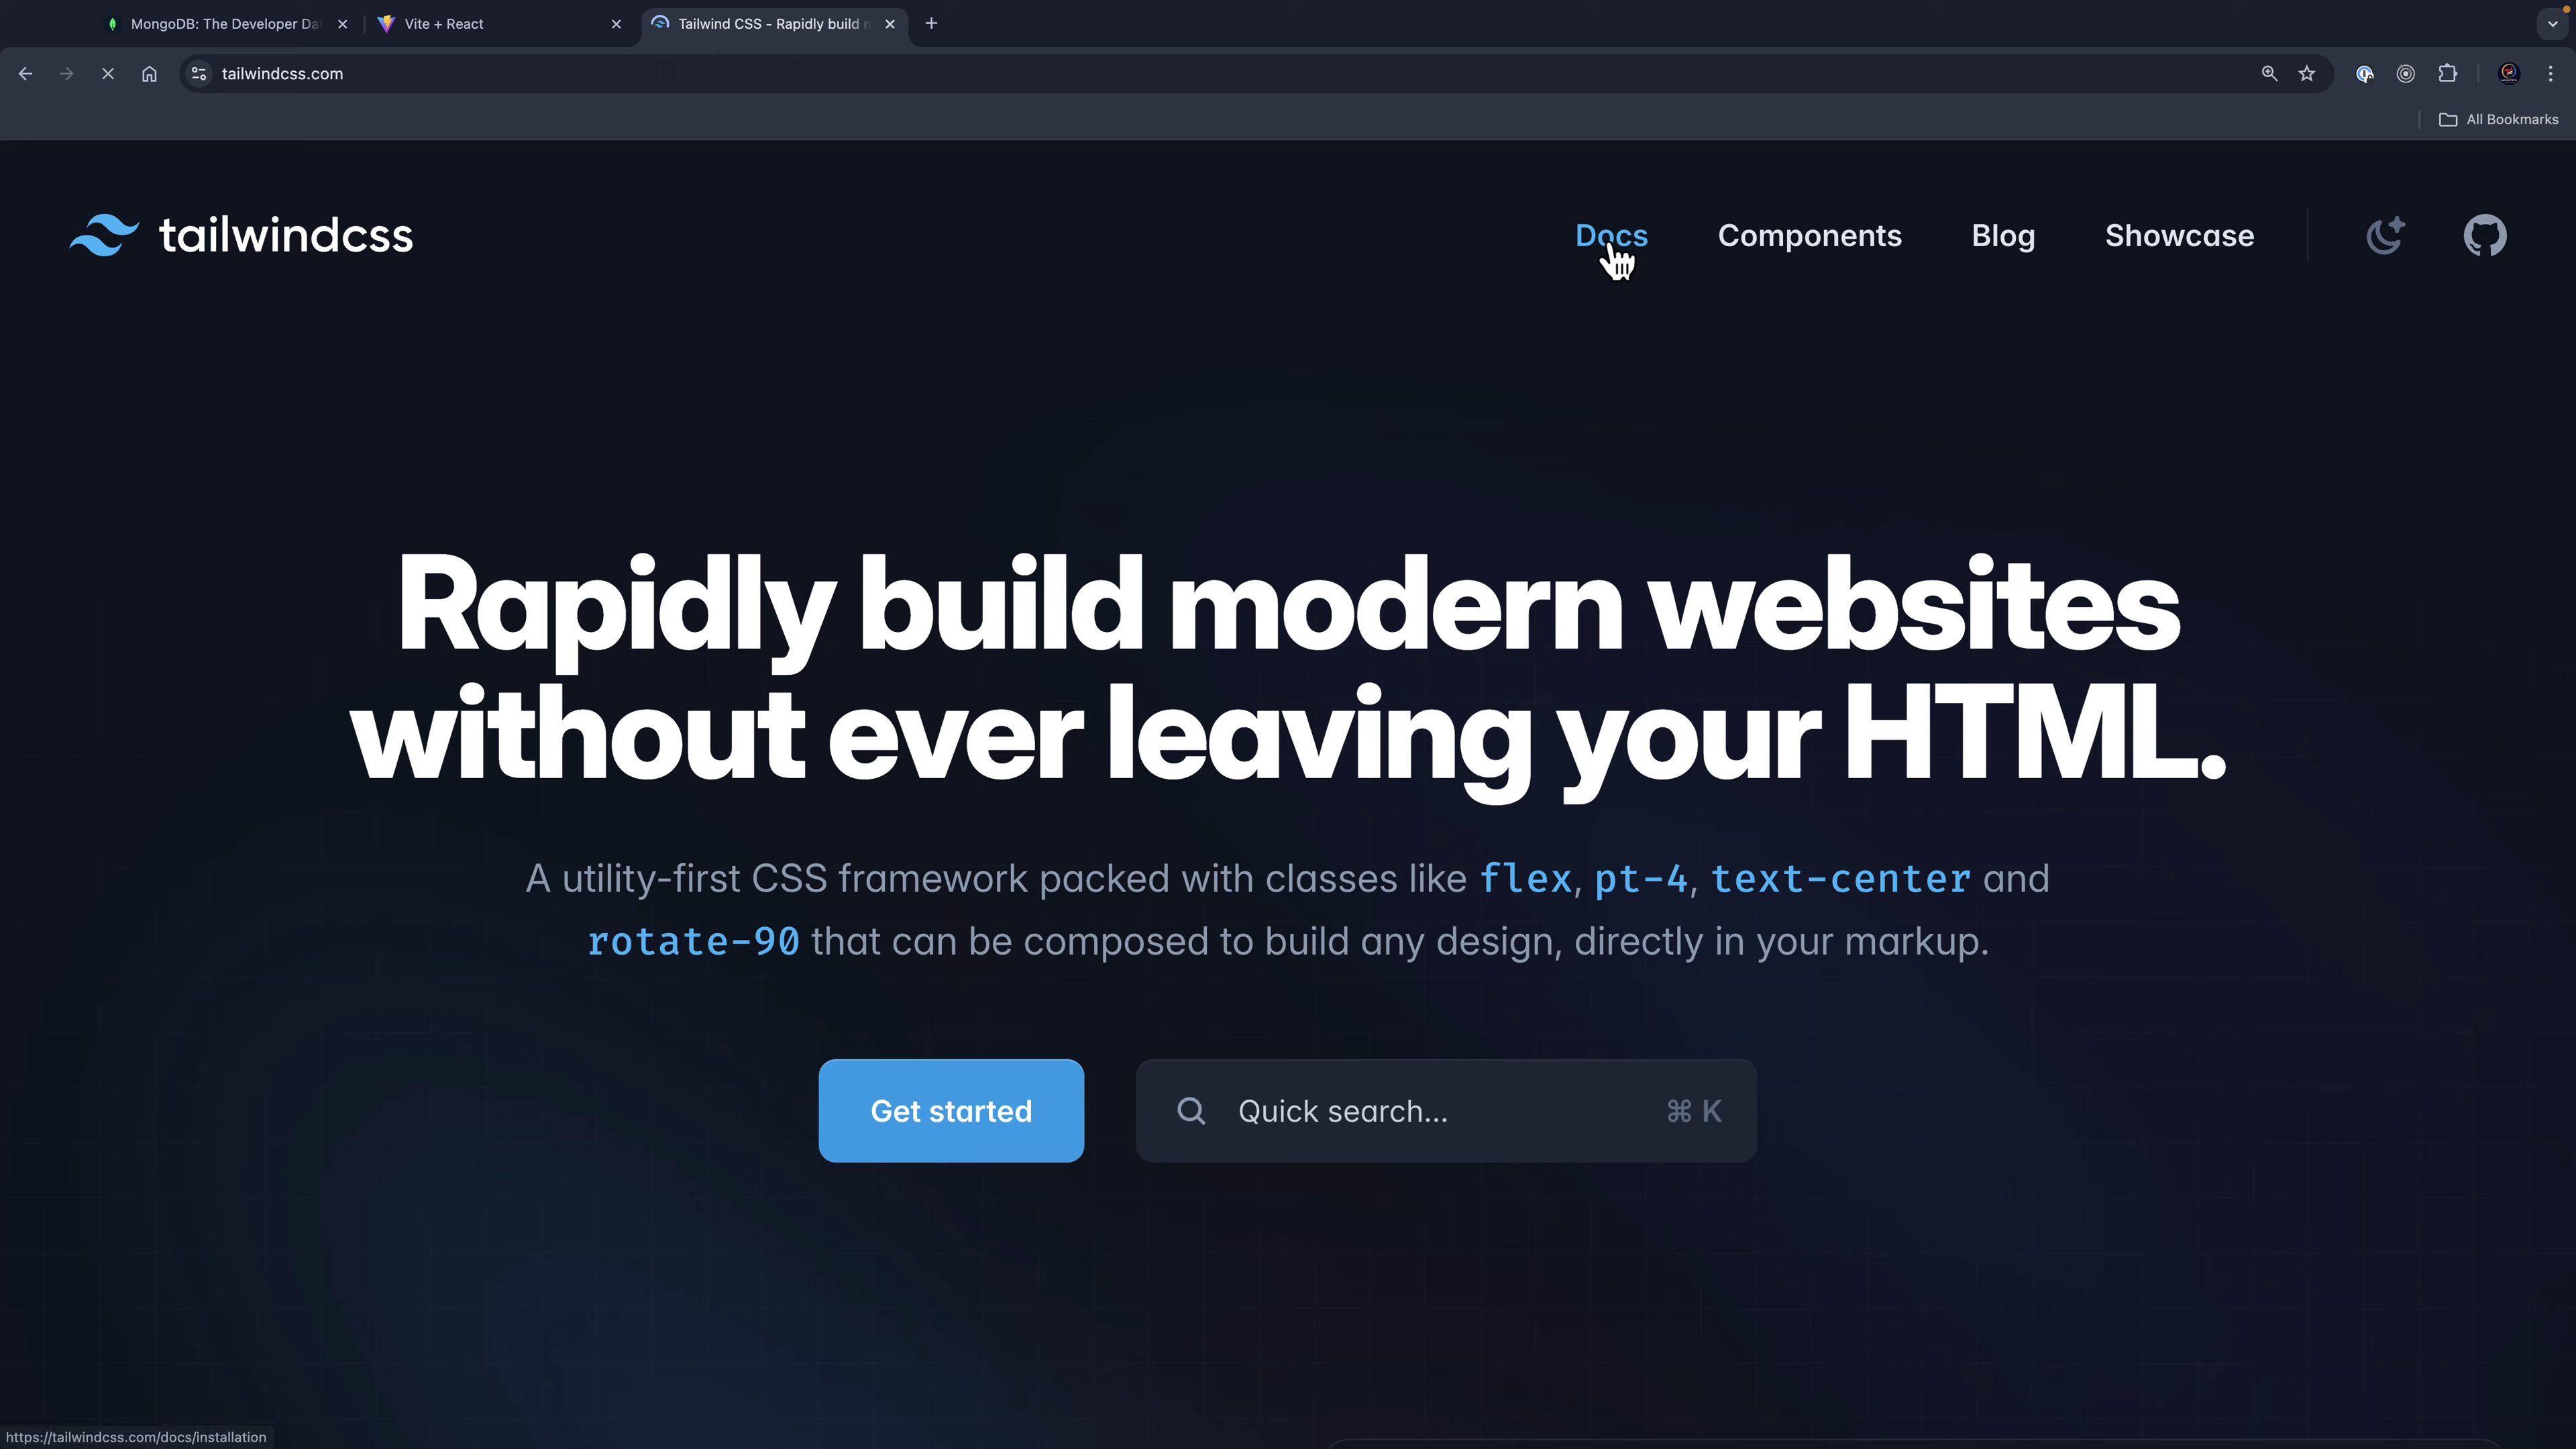 MongoDB: The Developer Da
Vite + React
Tailwind CSS - Rapidly build m
tailwindcss.com
All Bookmarks
tailwindcss
Docs
Components
Blog
Showcase
Rapidly build modern websites
without ever leaving your HTML.
A utility-first CSS framework packed with classes like flex, pt-4, text-center and
rotate-90 that can be composed to build any design, directly in your markup.
Get started
Quick search...
⌘ K
https://tailwindcss.com/docs/installation